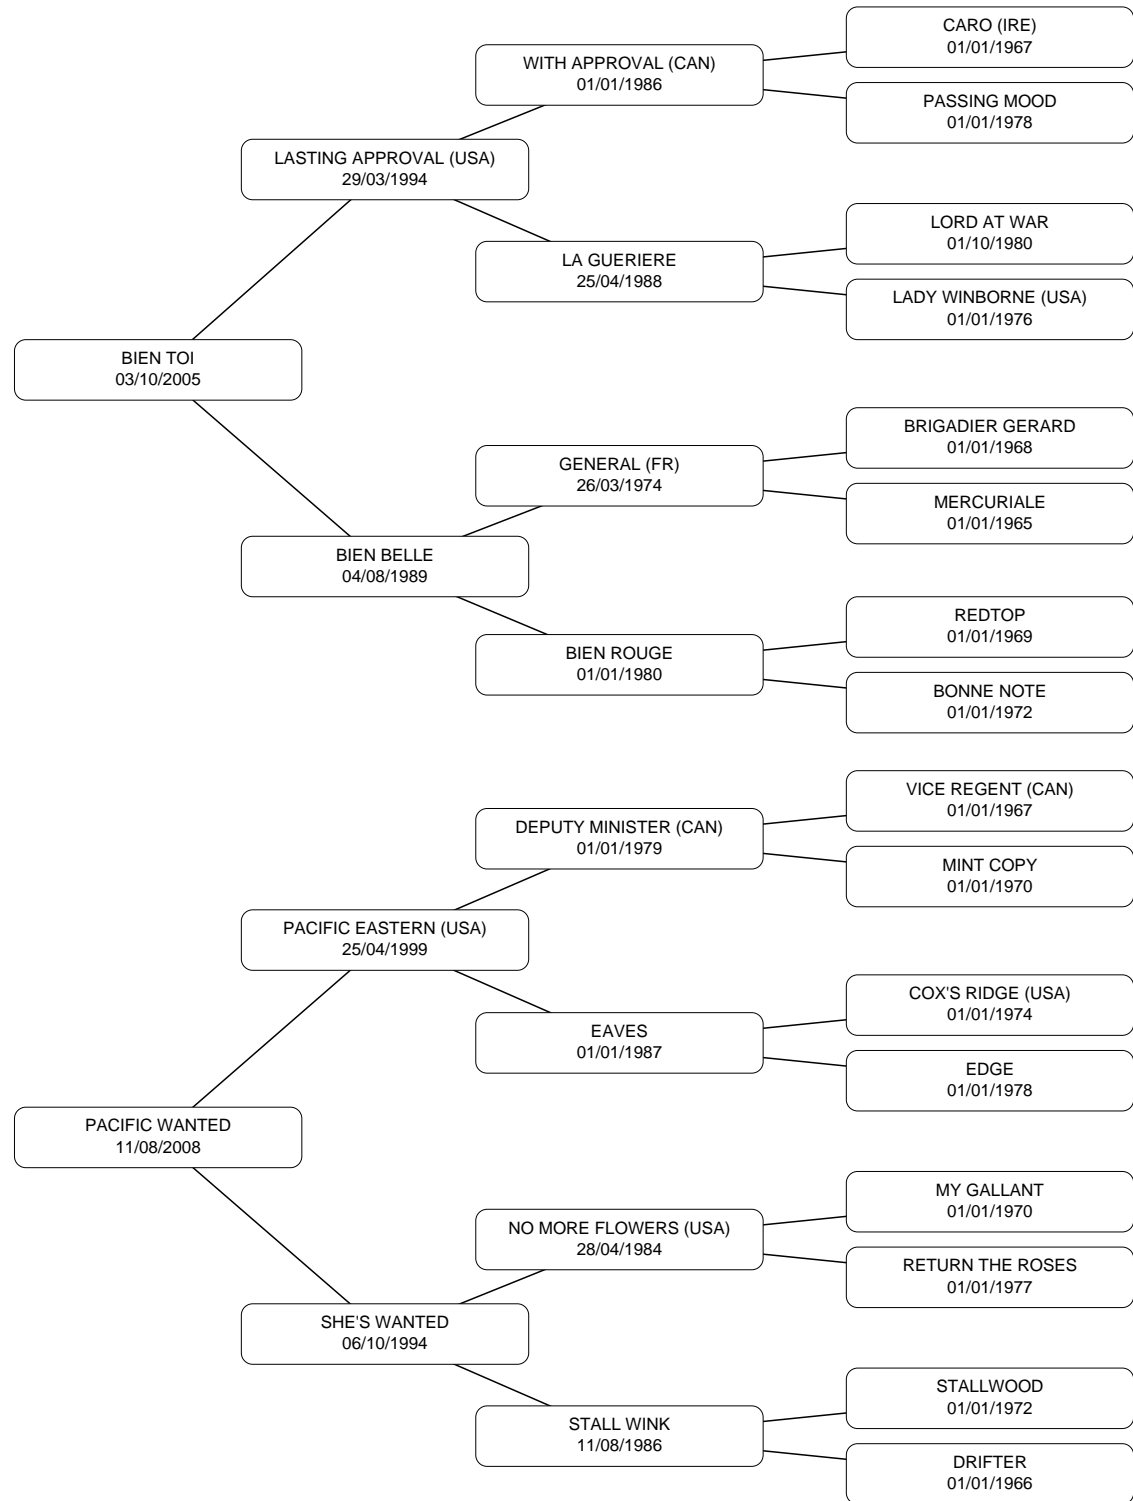 CARO (IRE)
01/01/1967
WITH APPROVAL (CAN)
01/01/1986
PASSING MOOD
01/01/1978
LASTING APPROVAL (USA)
29/03/1994
LORD AT WAR
01/10/1980
LA GUERIERE
25/04/1988
LADY WINBORNE (USA)
01/01/1976
BIEN TOI
03/10/2005
BRIGADIER GERARD
01/01/1968
GENERAL (FR)
26/03/1974
MERCURIALE
01/01/1965
BIEN BELLE
04/08/1989
REDTOP
01/01/1969
BIEN ROUGE
01/01/1980
BONNE NOTE
01/01/1972
VICE REGENT (CAN)
01/01/1967
DEPUTY MINISTER (CAN)
01/01/1979
MINT COPY
01/01/1970
PACIFIC EASTERN (USA)
25/04/1999
COX'S RIDGE (USA)
01/01/1974
EAVES
01/01/1987
EDGE
01/01/1978
PACIFIC WANTED
11/08/2008
MY GALLANT
01/01/1970
NO MORE FLOWERS (USA)
28/04/1984
RETURN THE ROSES
01/01/1977
SHE'S WANTED
06/10/1994
STALLWOOD
01/01/1972
STALL WINK
11/08/1986
DRIFTER
01/01/1966